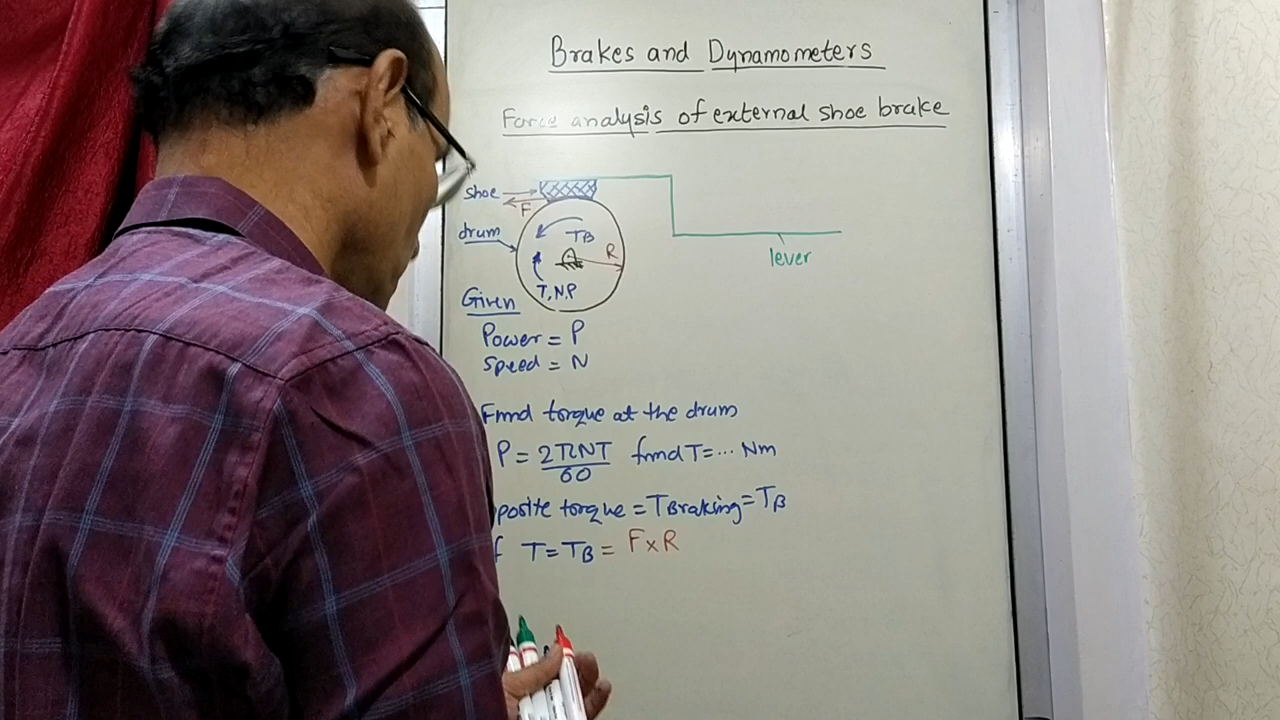 Brakes and Dynamometers
Force analysis of external shoe brake
shoe
F
drum
TB
R
T, N, P
lever
Given
Power = P
Speed = N
Find torque at the drum
P = 2πNT/60 find T = ... Nm
posite torque = TBraking = TB
f T = TB = F×R